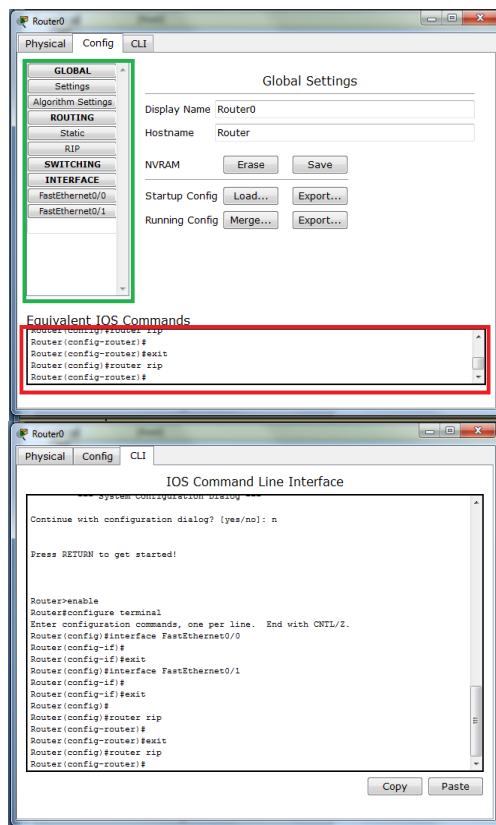 Router0
Physical Config CLI
GLOBAL
Settings
Algorithm Settings
ROUTING
Static
RIP
SWITCHING
INTERFACE
FastEthernet0/0
FastEthernet0/1
Global Settings
Display Name Router0
Hostname Router
NVRAM Erase Save
Startup Config Load... Export...
Running Config Merge... Export...
Equivalent IOS Commands
Router(config)#router rip
Router(config-router)#
Router(config-router)#exit
Router(config)#router rip
Router(config-router)#
Router0
Physical Config CLI
IOS Command Line Interface
--- System Configuration Dialog ---
Continue with configuration dialog? [yes/no]: n
Press RETURN to get started!
Router>enable
Router#configure terminal
Enter configuration commands, one per line. End with CNTL/Z.
Router(config)#interface FastEthernet0/0
Router(config-if)#
Router(config-if)#exit
Router(config)#interface FastEthernet0/1
Router(config-if)#
Router(config-if)#exit
Router(config)#
Router(config)#router rip
Router(config-router)#
Router(config-router)#exit
Router(config)#router rip
Router(config-router)#
Copy Paste